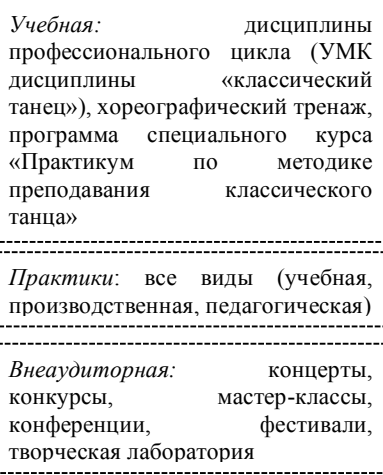 Учебная: дисциплины
профессионального цикла (УМК
дисциплины «классический
танец»), хореографический тренаж,
программа специального курса
«Практикум по методике
преподавания классического
танца»
Практики: все виды (учебная,
производственная, педагогическая)
Внеаудиторная: концерты,
конкурсы, мастер-классы,
конференции, фестивали,
творческая лаборатория